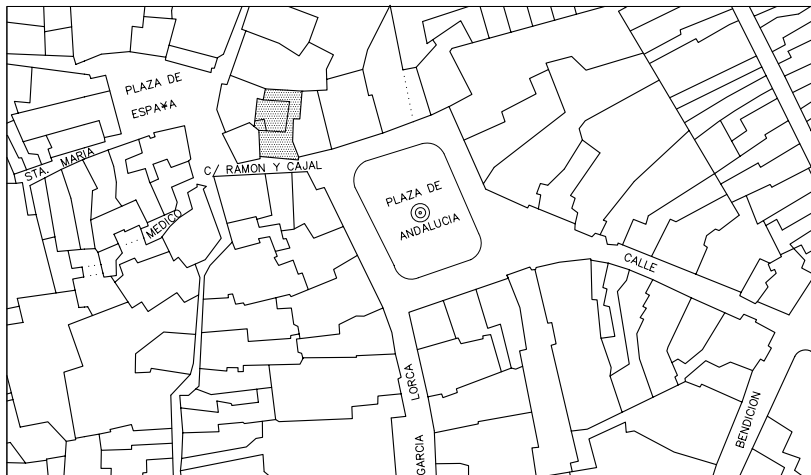 PLAZA DE
ESPA¥A
STA. MARIA
C/ RAMON Y CAJAL
MEDICO
PLAZA DE
ANDALUCIA
CALLE
GARCIA LORCA
BENDICION